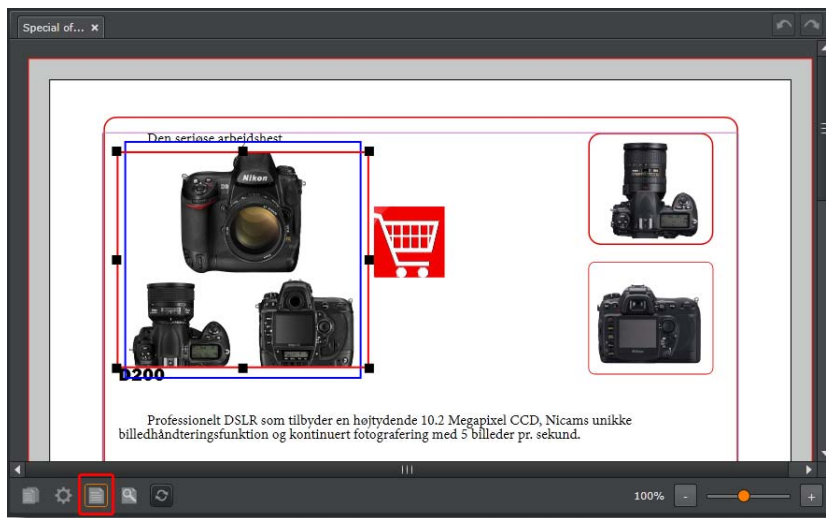 Special of... ×
Den seriøse arbejdshest
Nikon
D200
Professionelt DSLR som tilbyder en højtydende 10.2 Megapixel CCD, Nicams unikke
billedhåndteringsfunktion og kontinuert fotografering med 5 billeder pr. sekund.
100% - +